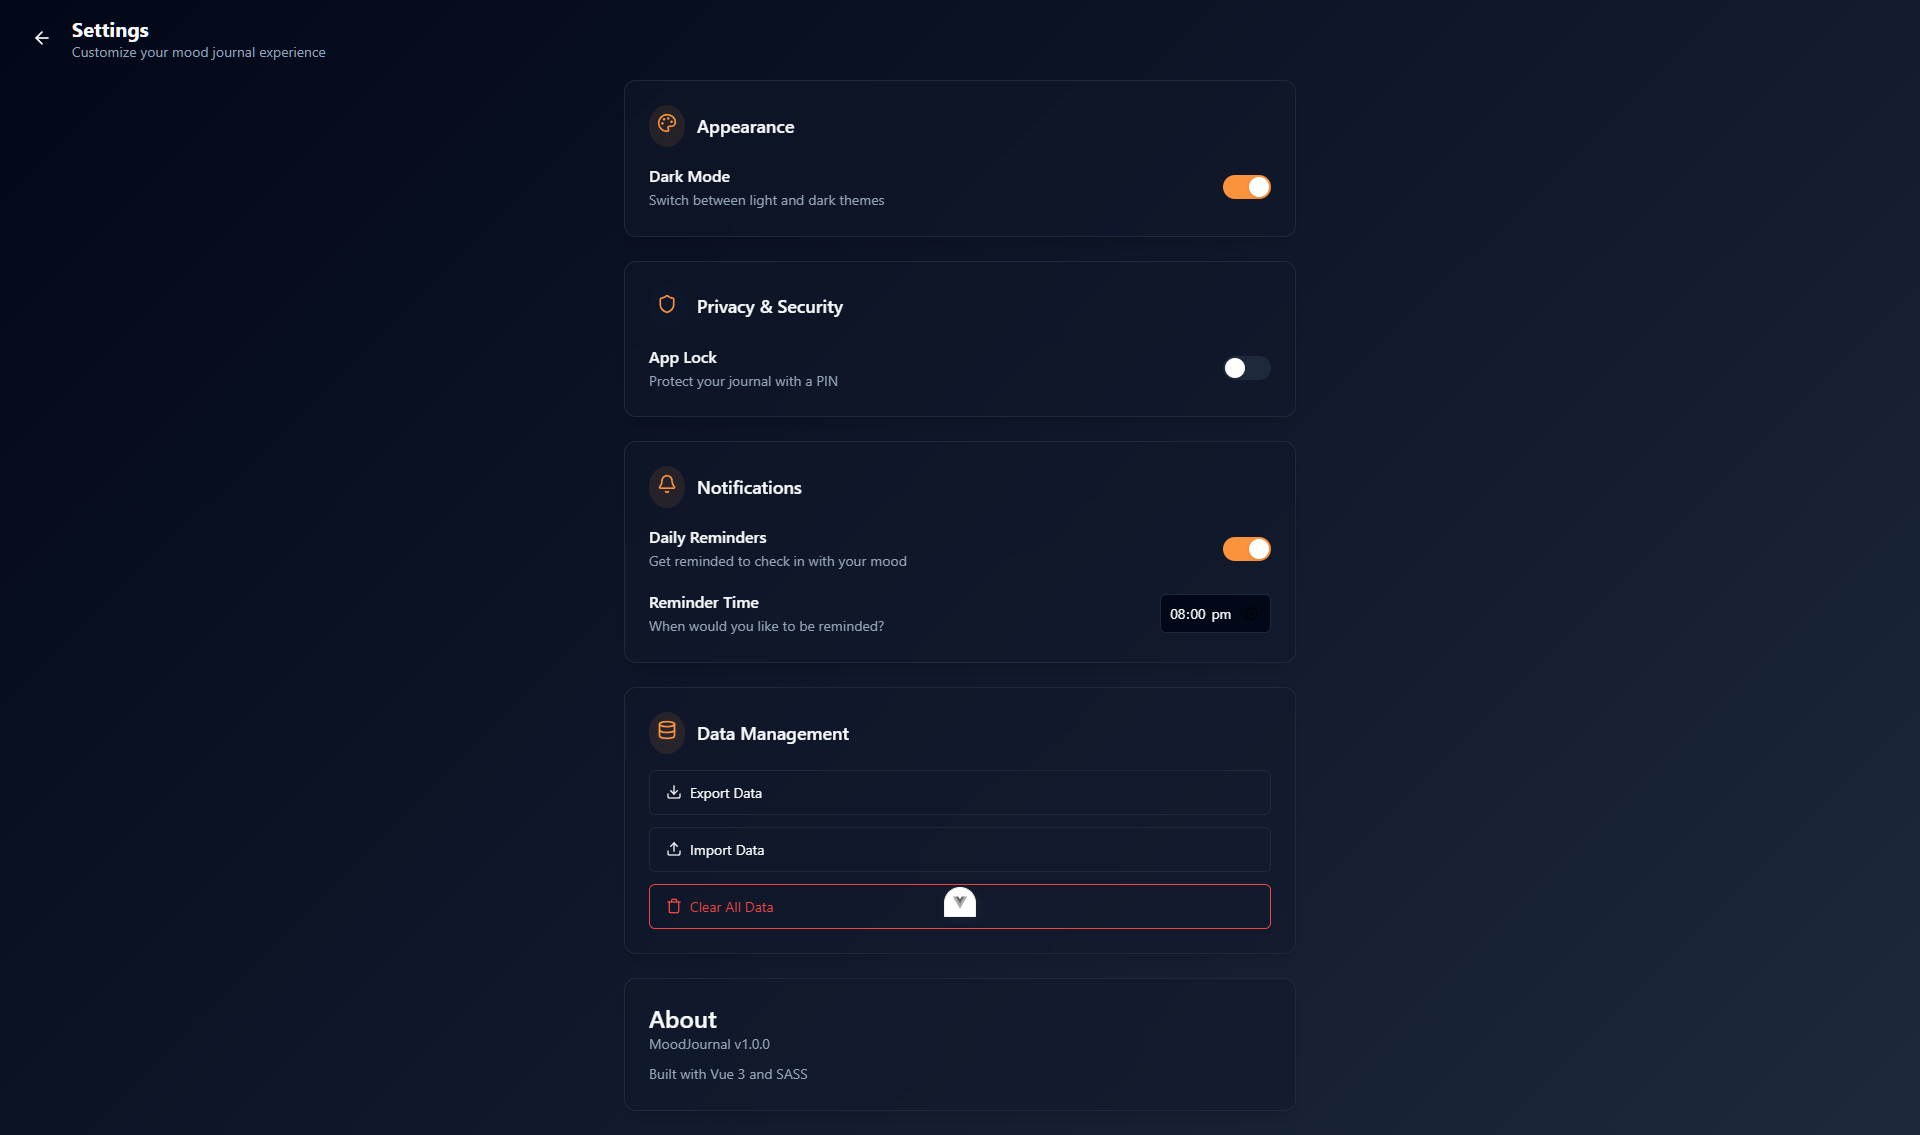 Settings
Customize your mood journal experience
Appearance
Dark Mode
Switch between light and dark themes
Privacy & Security
App Lock
Protect your journal with a PIN
Notifications
Daily Reminders
Get reminded to check in with your mood
Reminder Time
When would you like to be reminded?
08:00 pm
Data Management
Export Data
Import Data
Clear All Data
About
MoodJournal v1.0.0
Built with Vue 3 and SASS